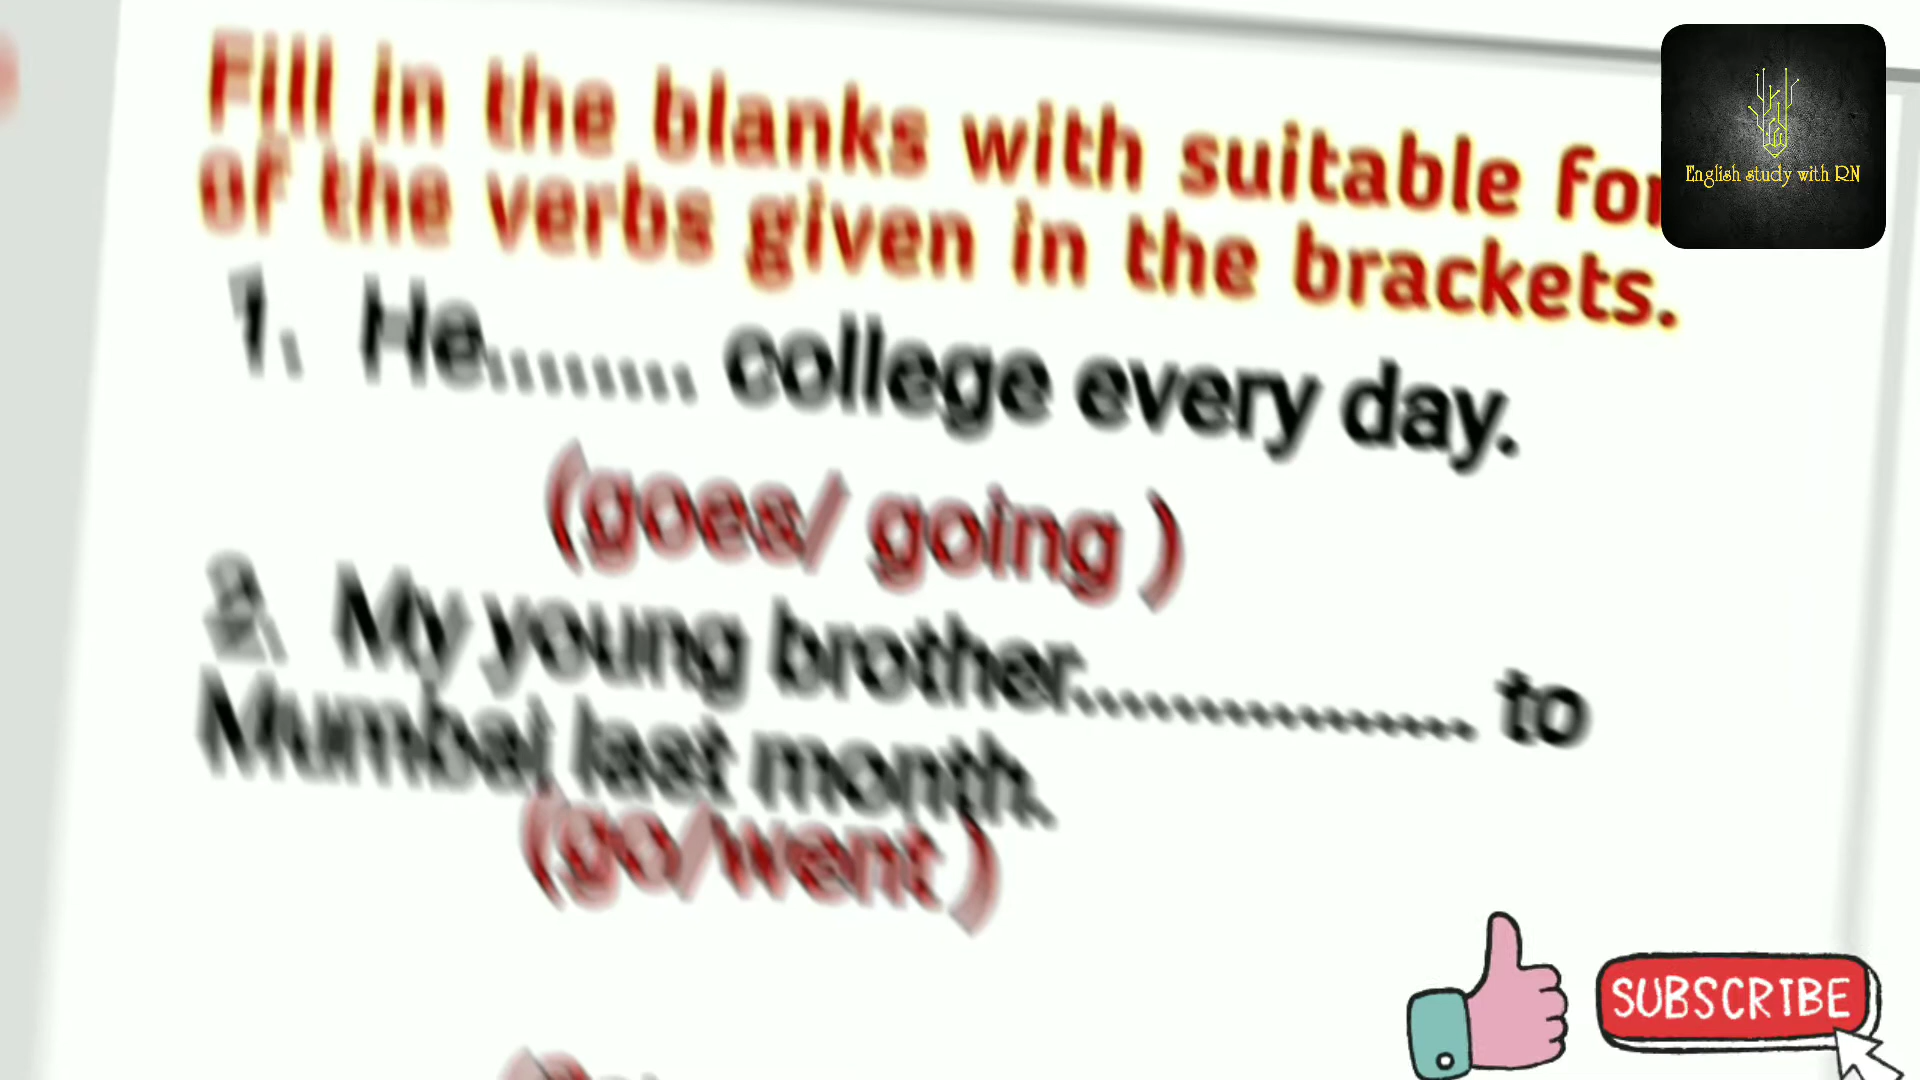 Fill in the blanks with suitable for
of the verbs given in the brackets.
1. He........ college every day.
(goes/ going )
2. My young brother................ to
Mumbai last month.
(go/went )
English study with RN
SUBSCRIBE